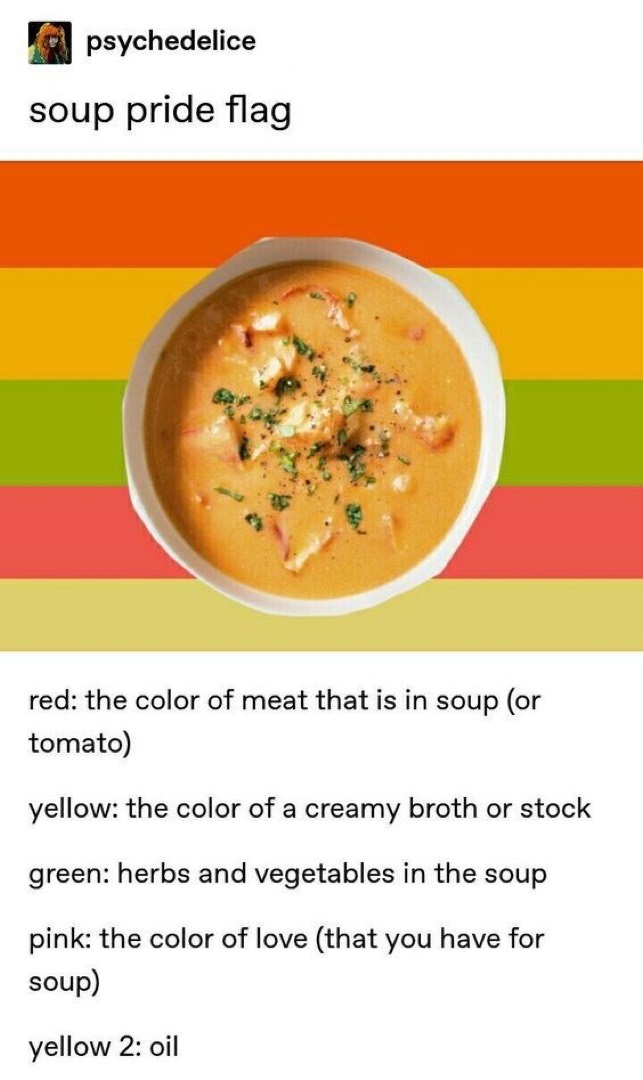 psychedelice
soup pride flag
red: the color of meat that is in soup (or
tomato)
yellow: the color of a creamy broth or stock
green: herbs and vegetables in the soup
pink: the color of love (that you have for
soup)
yellow 2: oil